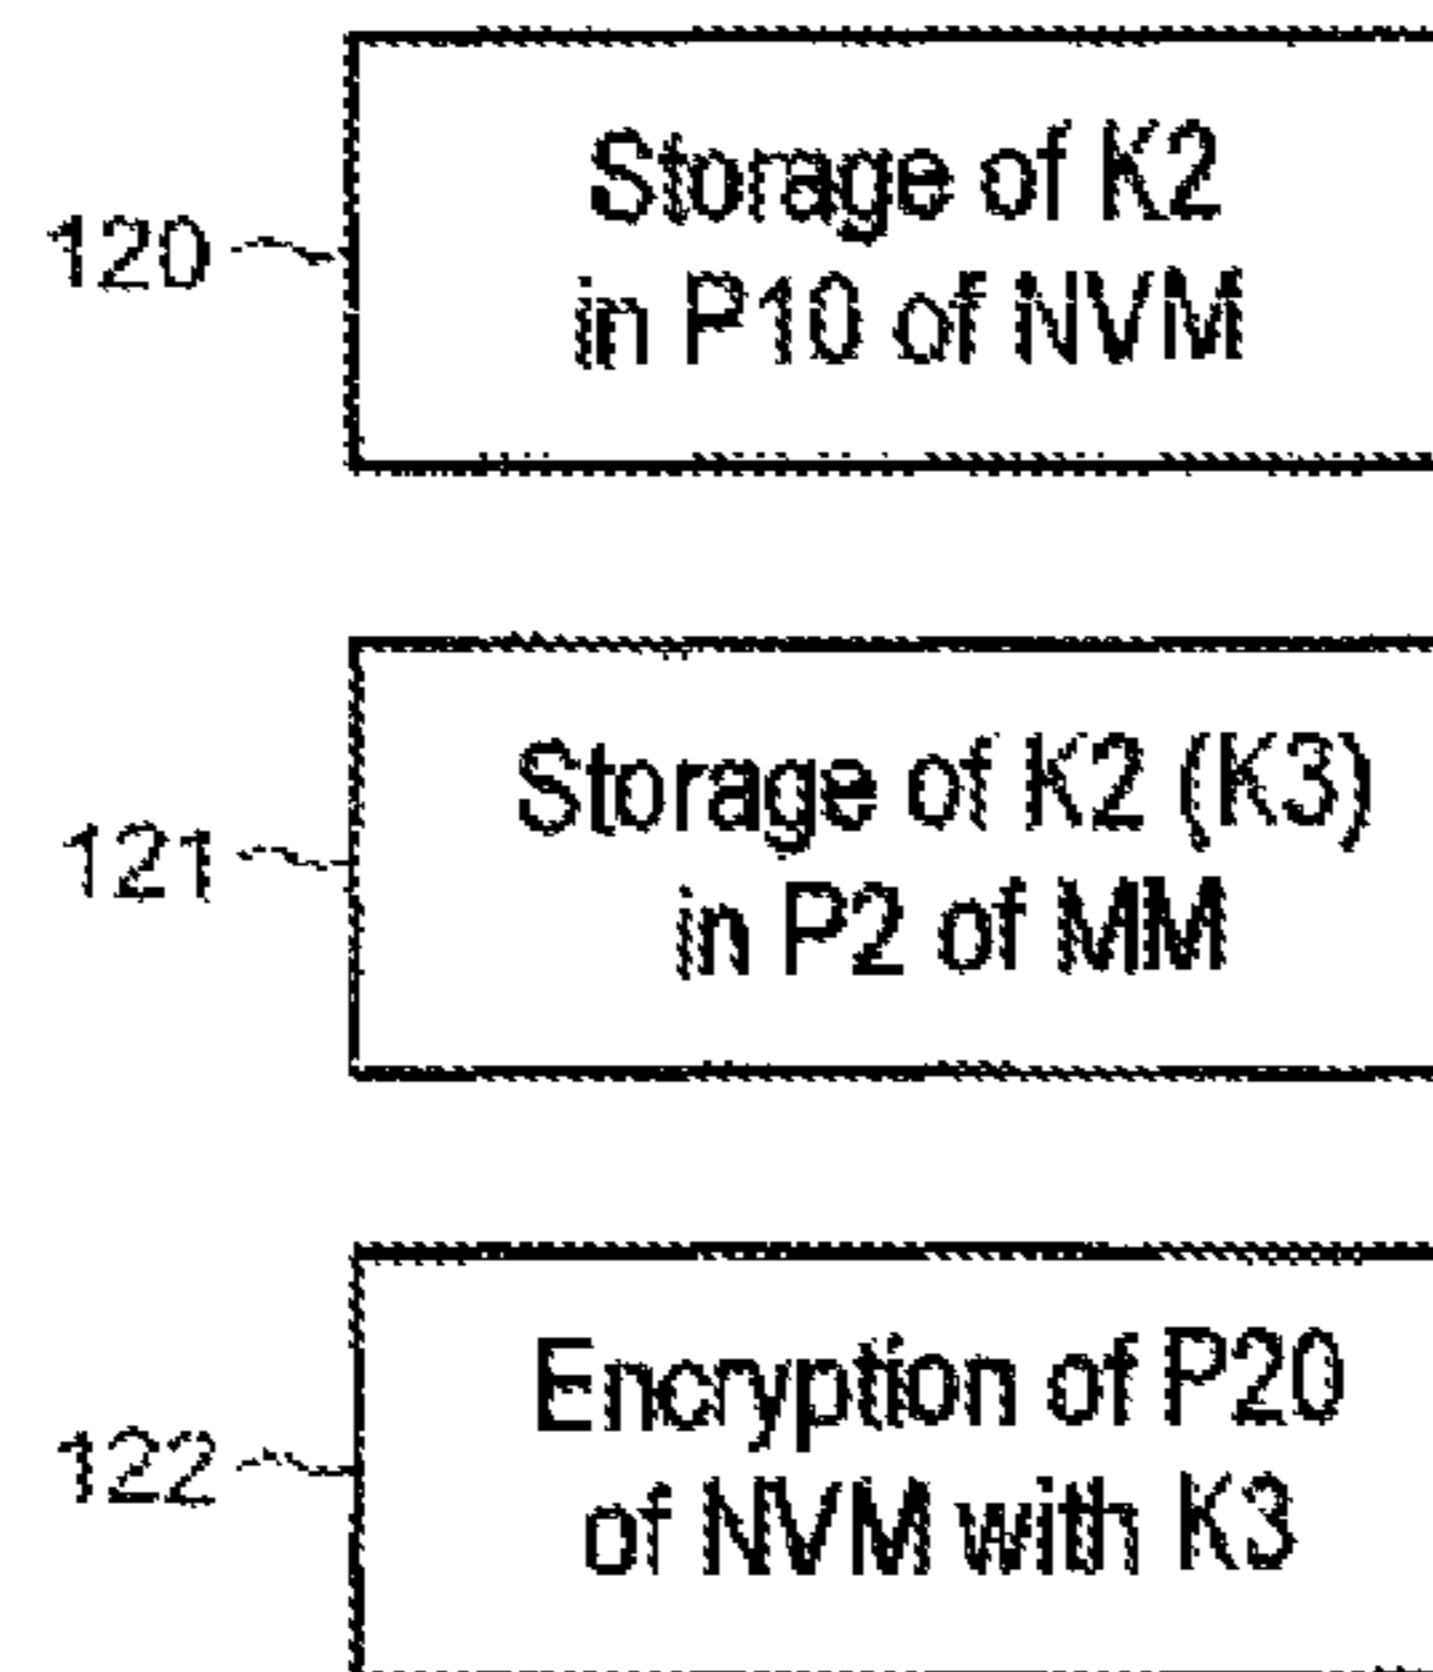 Storage of K2
120
in P10 of NVM
Storage of K2 (K3)
121
in P2 of MM
Encryption of P20
122
of NVM with K3